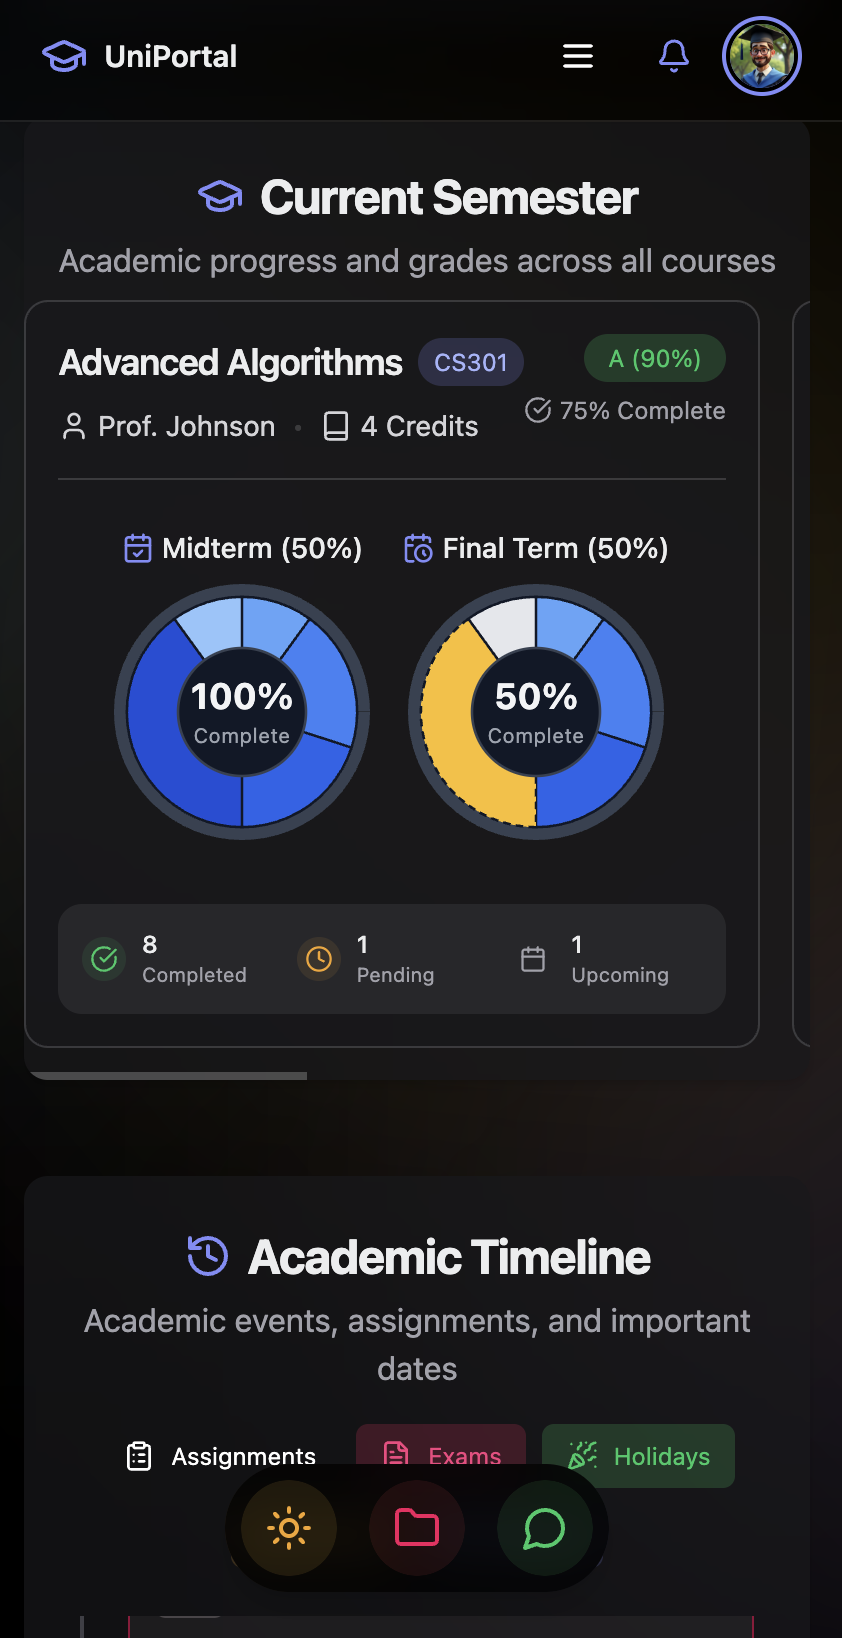 UniPortal
Current Semester
Academic progress and grades across all courses
Advanced Algorithms CS301 A (90%)
Prof. Johnson • 4 Credits 75% Complete
Midterm (50%) Final Term (50%)
100% 50%
Complete Complete
8 1 1
Completed Pending Upcoming
Academic Timeline
Academic events, assignments, and important
dates
Assignments Exams Holidays